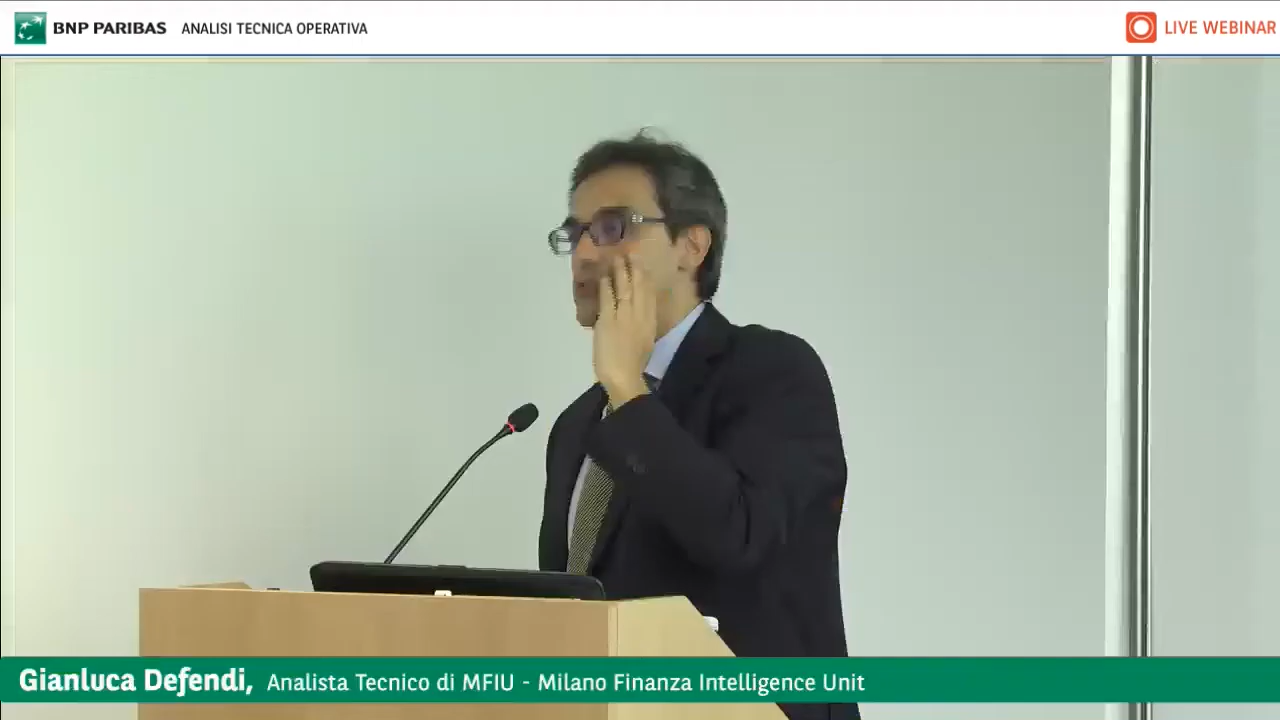 BNP PARIBAS ANALISI TECNICA OPERATIVA
LIVE WEBINAR
Gianluca Defendi, Analista Tecnico di MFIU - Milano Finanza Intelligence Unit